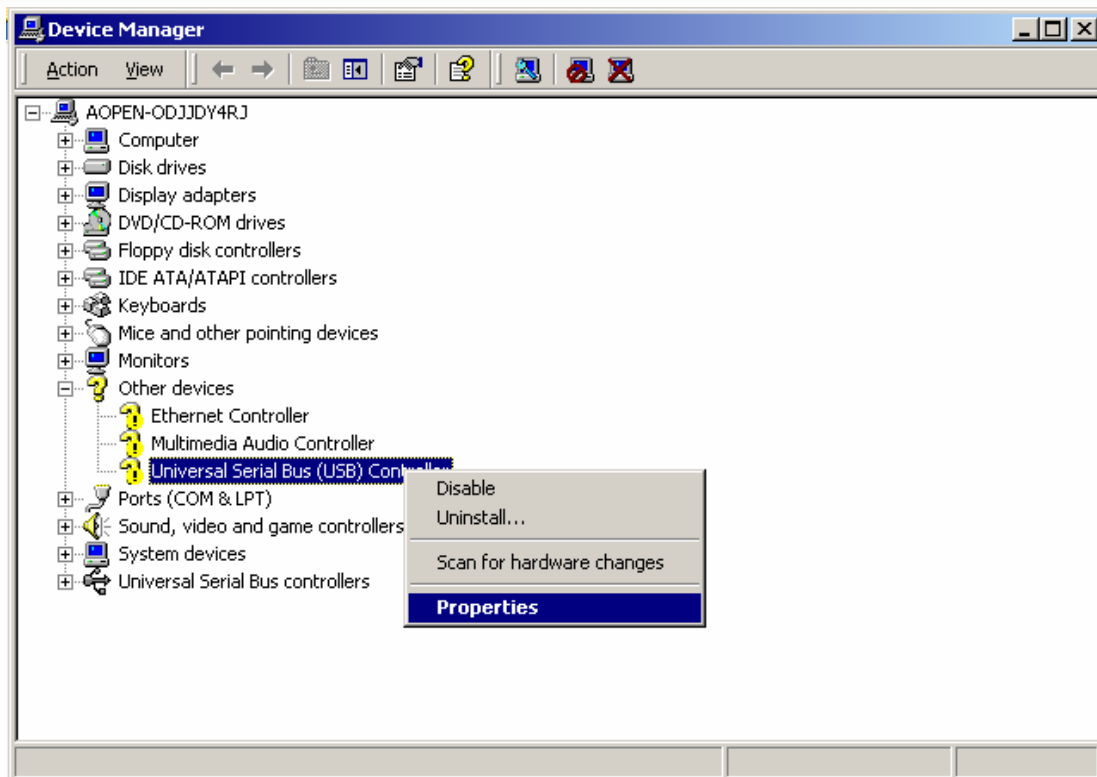 Device Manager
Action View
AOPEN-ODJJDY4RJ
Computer
Disk drives
Display adapters
DVD/CD-ROM drives
Floppy disk controllers
IDE ATA/ATAPI controllers
Keyboards
Mice and other pointing devices
Monitors
Other devices
Ethernet Controller
Multimedia Audio Controller
Universal Serial Bus (USB) Controller
Ports (COM & LPT)
Sound, video and game controllers
System devices
Universal Serial Bus controllers
Disable
Uninstall...
Scan for hardware changes
Properties